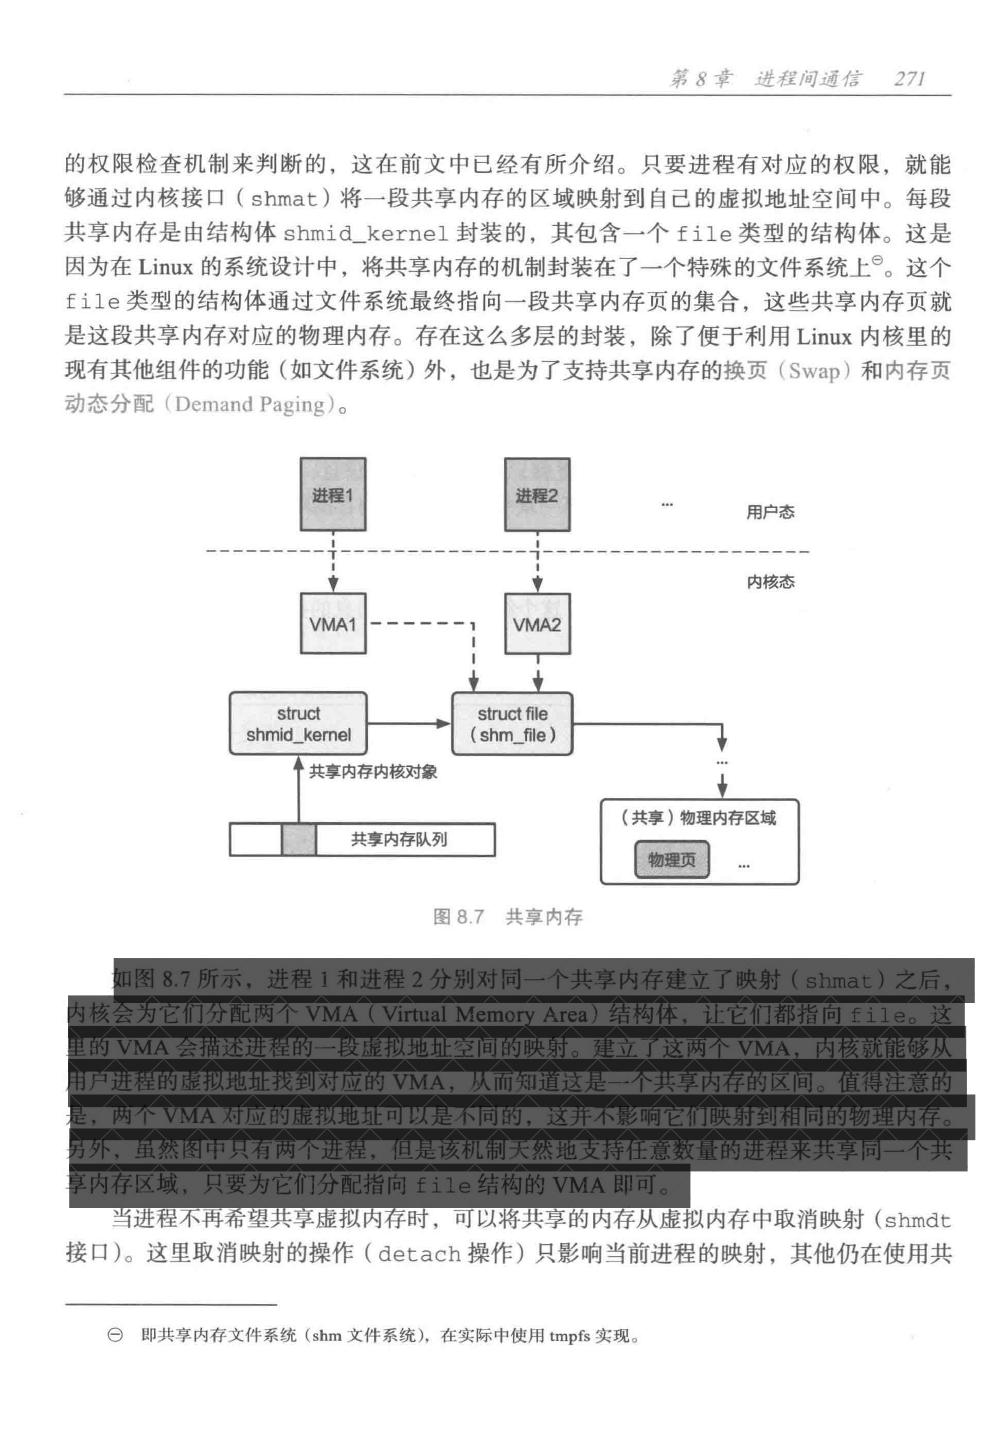 第 8 章 进程间通信 271
的权限检查机制来判断的，这在前文中已经有所介绍。只要进程有对应的权限，就能
够通过内核接口（shmat）将一段共享内存的区域映射到自己的虚拟地址空间中。每段
共享内存是由结构体 shmid_kernel 封装的，其包含一个 file 类型的结构体。这是
因为在 Linux 的系统设计中，将共享内存的机制封装在了一个特殊的文件系统上㊀。这个
file 类型的结构体通过文件系统最终指向一段共享内存页的集合，这些共享内存页就
是这段共享内存对应的物理内存。存在这么多层的封装，除了便于利用 Linux 内核里的
现有其他组件的功能（如文件系统）外，也是为了支持共享内存的换页（Swap）和内存页
动态分配（Demand Paging）。
进程1
进程2
...
用户态
内核态
VMA1
VMA2
struct
shmid_kernel
struct file
（shm_file）
共享内存内核对象
...
（共享）物理内存区域
共享内存队列
物理页
...
图 8.7 共享内存
如图 8.7 所示，进程 1 和进程 2 分别对同一个共享内存建立了映射（shmat）之后，
内核会为它们分配两个 VMA（Virtual Memory Area）结构体，让它们都指向 file。这
里的 VMA 会描述进程的一段虚拟地址空间的映射。建立了这两个 VMA，内核就能够从
用户进程的虚拟地址找到对应的 VMA，从而知道这是一个共享内存的区间。值得注意的
是，两个 VMA 对应的虚拟地址可以是不同的，这并不影响它们映射到相同的物理内存。
另外，虽然图中只有两个进程，但是该机制天然地支持任意数量的进程来共享同一个共
享内存区域，只要为它们分配指向 file 结构的 VMA 即可。
当进程不再希望共享虚拟内存时，可以将共享的内存从虚拟内存中取消映射（shmdt
接口）。这里取消映射的操作（detach 操作）只影响当前进程的映射，其他仍在使用共
㊀ 即共享内存文件系统（shm 文件系统），在实际中使用 tmpfs 实现。